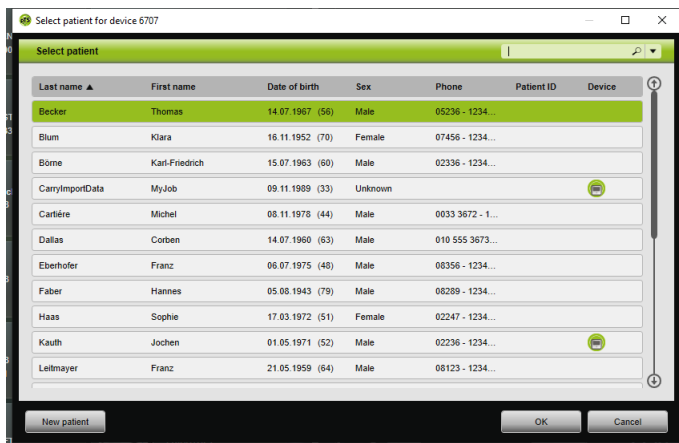 Select patient for device 6707
Select patient
Last name ▲ First name Date of birth Sex Phone Patient ID Device
Becker Thomas 14.07.1967 (56) Male 05236 - 1234...
Blum Klara 16.11.1952 (70) Female 07456 - 1234...
Börne Karl-Friedrich 15.07.1963 (60) Male 02336 - 1234...
CarryImportData MyJob 09.11.1989 (33) Unknown
Cartiére Michel 08.11.1978 (44) Male 0033 3672 - 1...
Dallas Corben 14.07.1960 (63) Male 010 555 3673...
Eberhofer Franz 06.07.1975 (48) Male 08356 - 1234...
Faber Hannes 05.08.1943 (79) Male 08289 - 1234...
Haas Sophie 17.03.1972 (51) Female 02247 - 1234...
Kauth Jochen 01.05.1971 (52) Male 02236 - 1234...
Leitmayer Franz 21.05.1959 (64) Male 08123 - 1234...
New patient OK Cancel